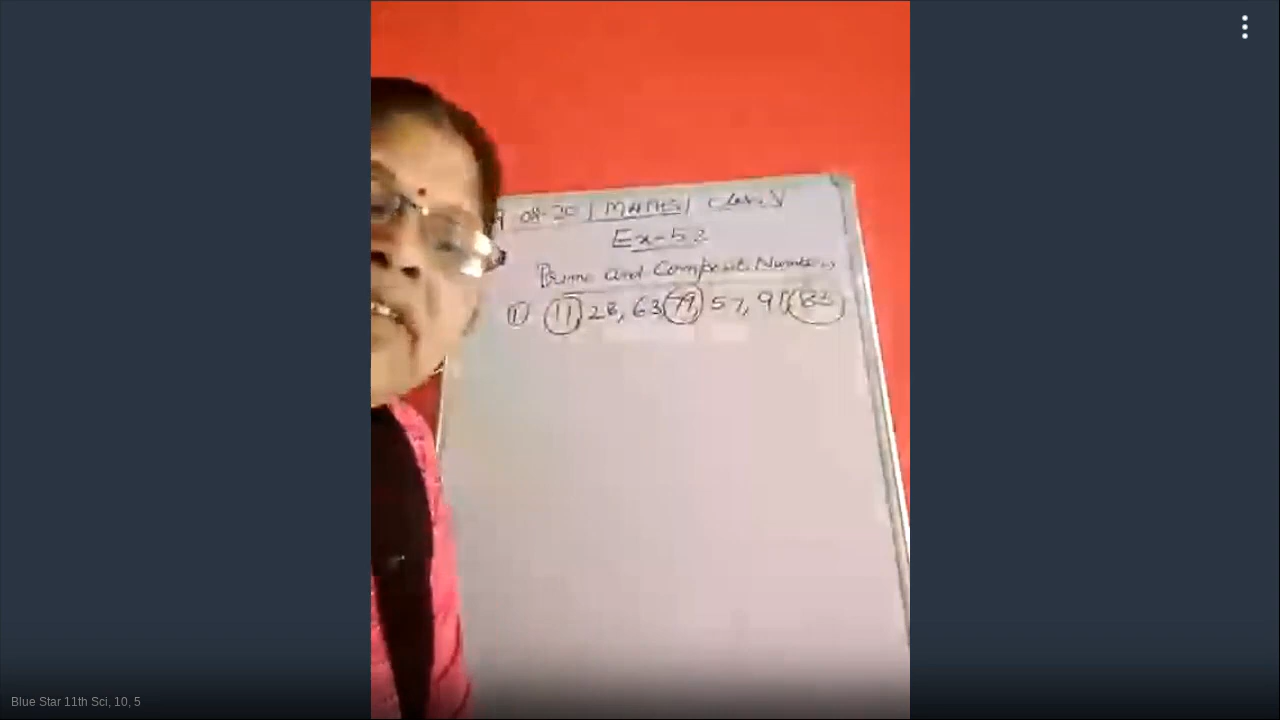 08-20 | MATHS | Class V
Ex-5.2
Prime and Composite Numbers
① 11, 28, 63, 79, 57, 91, 83
Blue Star 11th Sci, 10, 5